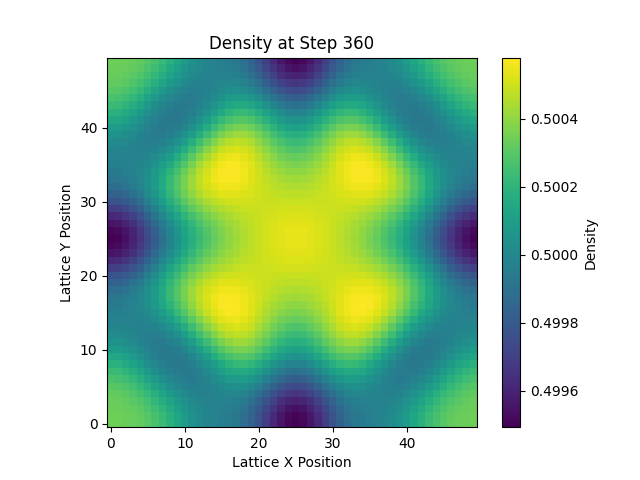 Density at Step 360
Lattice Y Position
40
30
20
10
0
0 10 20 30 40
Lattice X Position
0.5004
0.5002
0.5000
0.4998
0.4996
Density